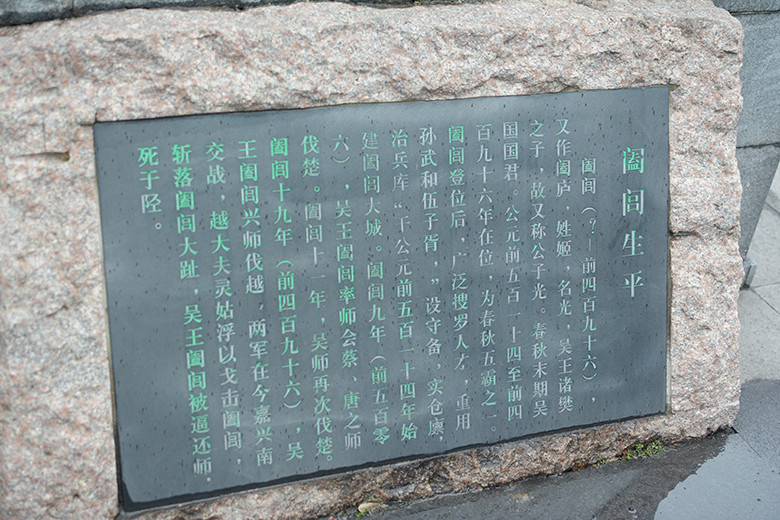 阖闾生平
阖闾（？—前四百九十六），
又作阖庐，姓姬，名光，吴王诸樊
之子，故又称公子光。春秋末期吴
国国君。公元前五百一十四至前四
百九十六年在位，为春秋五霸之一。
阖闾登位后，广泛搜罗人才，重用
孙武和伍子胥，“设守备，实仓廪，
治兵库”于公元前五百一十四年始
建阖闾大城。阖闾九年（前五百零
六），吴王阖闾率师会蔡、唐之师
伐楚。阖闾十一年，吴师再次伐楚。
阖闾十九年（前四百九十六），吴
王阖闾兴师伐越，两军在今嘉兴南
交战，越大夫灵姑浮以戈击阖闾，
斩落阖闾大趾，吴王阖闾被逼还师，
死于陉。